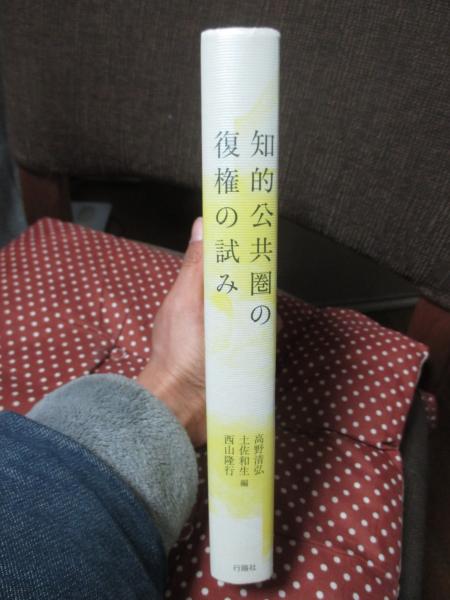 知的公共圏の
復権の試み
高野清弘
土佐和生
西山隆行
編
行路社